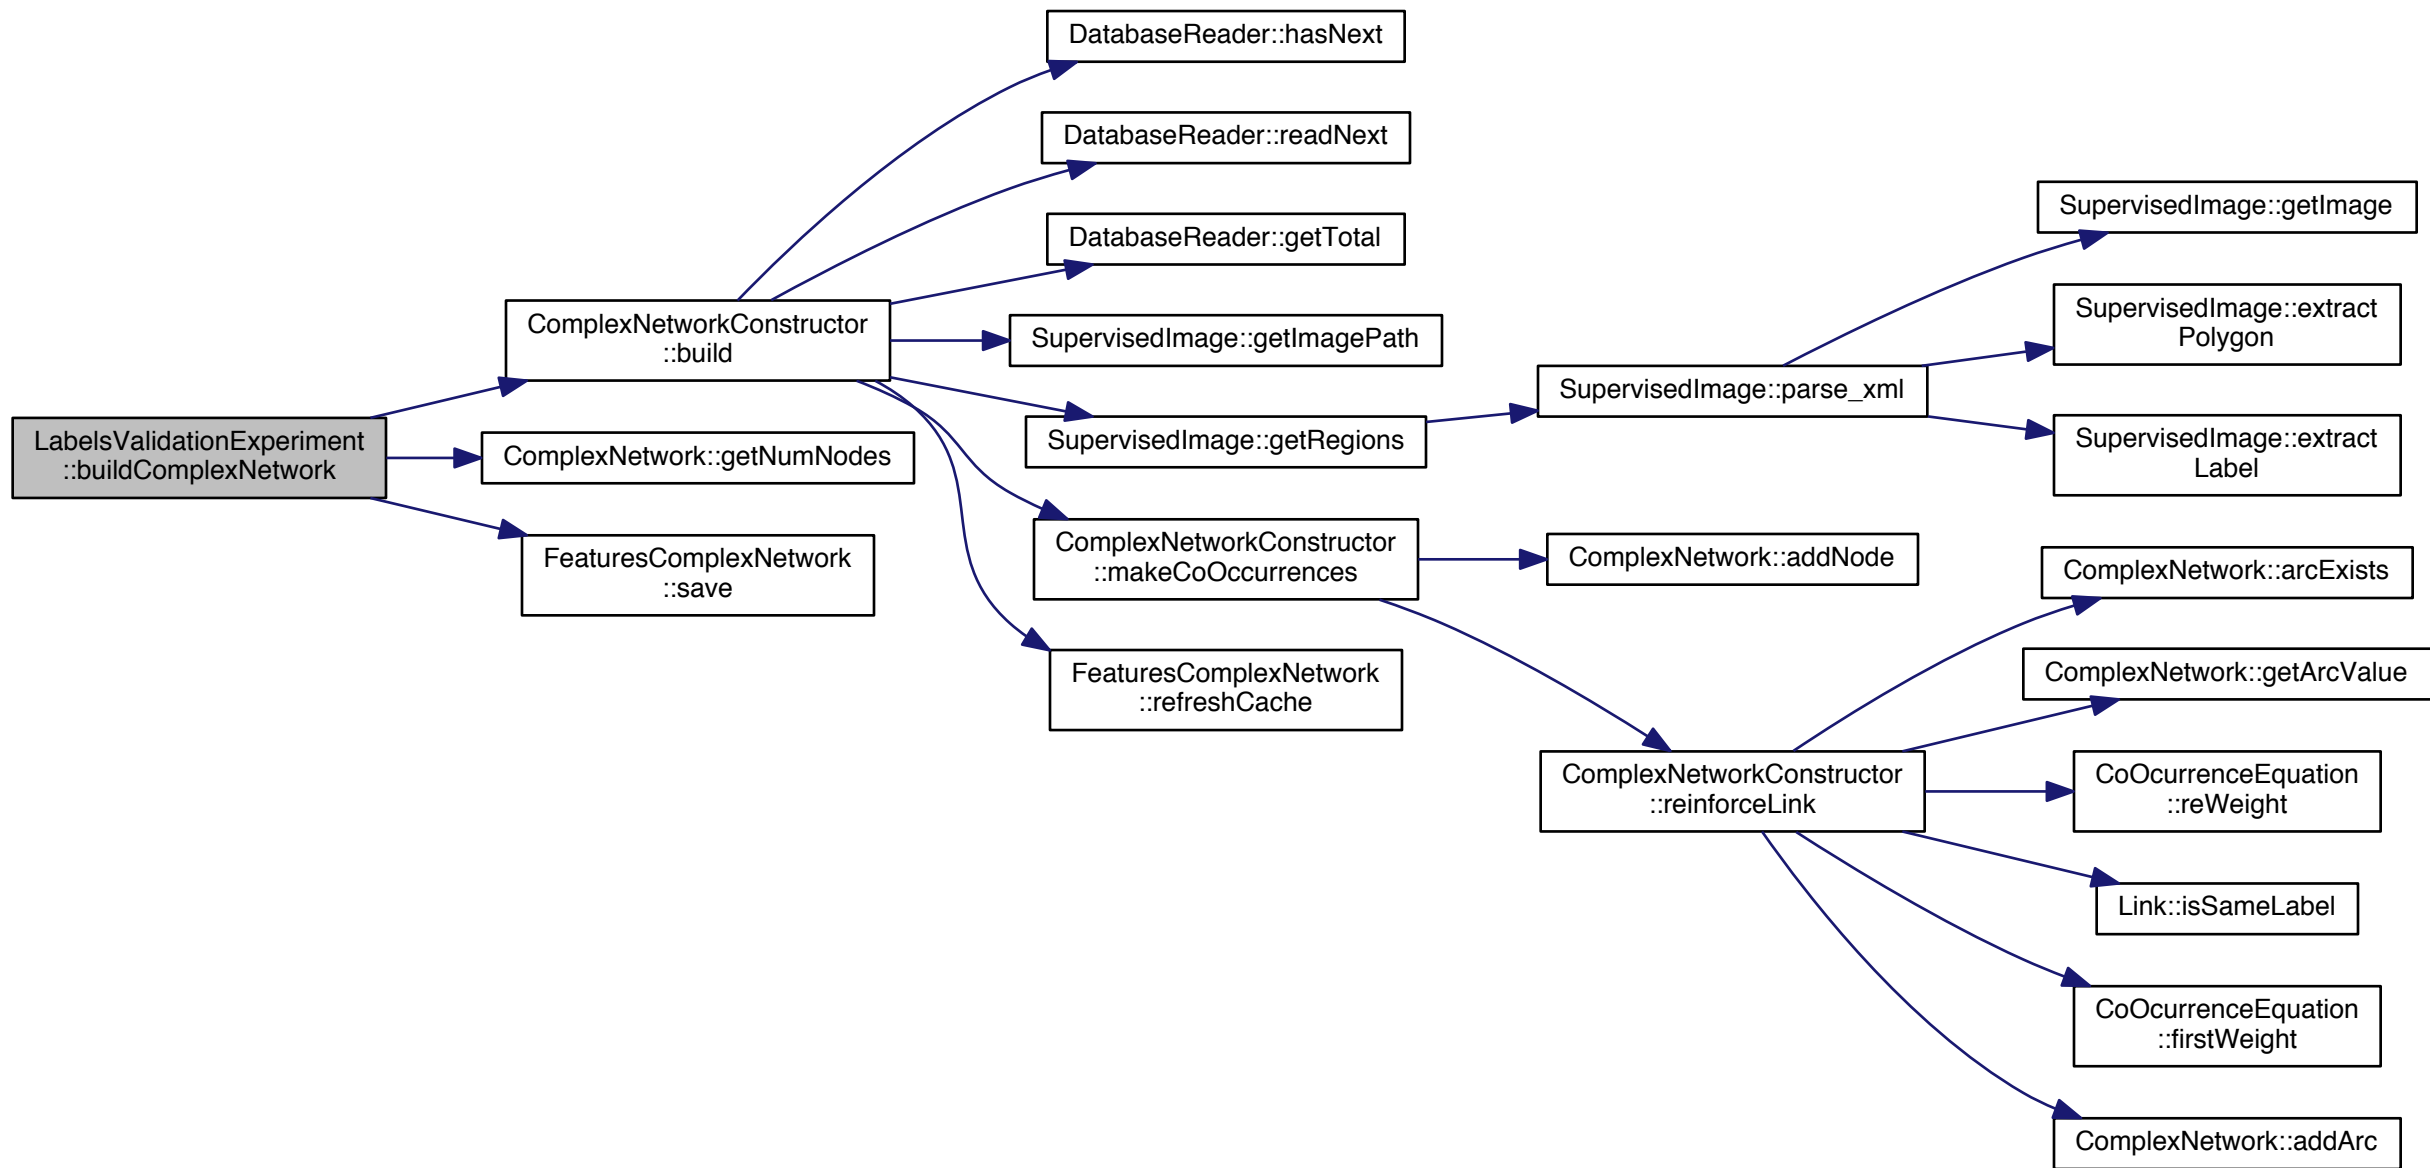 LabelsValidationExperiment
::buildComplexNetwork
ComplexNetworkConstructor
::build
ComplexNetwork::getNumNodes
FeaturesComplexNetwork
::save
DatabaseReader::hasNext
DatabaseReader::readNext
DatabaseReader::getTotal
SupervisedImage::getImagePath
SupervisedImage::getRegions
ComplexNetworkConstructor
::makeCoOccurrences
FeaturesComplexNetwork
::refreshCache
SupervisedImage::parse_xml
ComplexNetwork::addNode
ComplexNetworkConstructor
::reinforceLink
SupervisedImage::getImage
SupervisedImage::extract
Polygon
SupervisedImage::extract
Label
ComplexNetwork::arcExists
ComplexNetwork::getArcValue
CoOcurrenceEquation
::reWeight
Link::isSameLabel
CoOcurrenceEquation
::firstWeight
ComplexNetwork::addArc